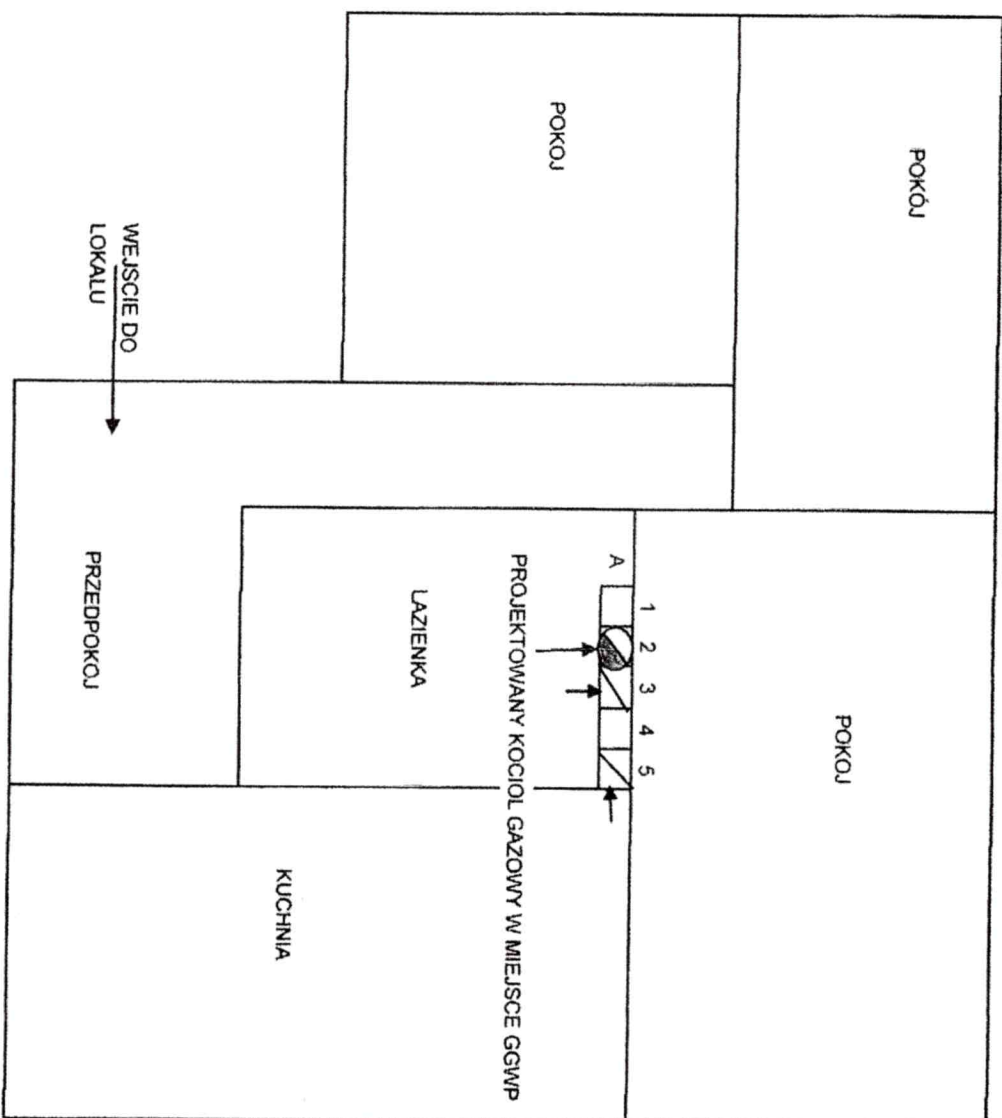 POKÓJ
POKOJ
WEJSCIE DO
LOKALU
POKOJ
A 1 2 3 4 5
PROJEKTOWANY KOCIOL GAZOWY W MIEJSCE GGWP
LAZIENKA
PRZEDPOKOJ
KUCHNIA